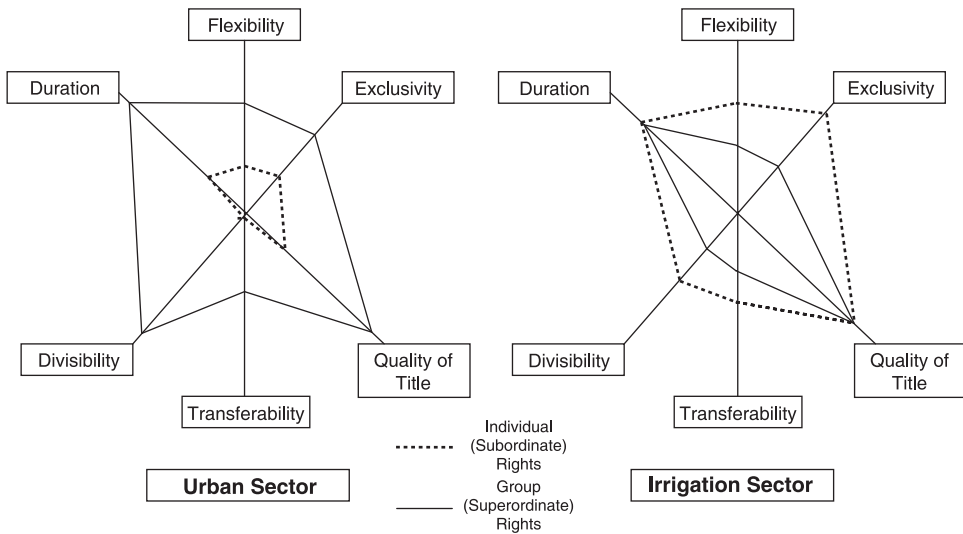 Flexibility
Duration
Exclusivity
Divisibility
Quality of
Title
Transferability
Urban Sector
Flexibility
Duration
Exclusivity
Divisibility
Quality of
Title
Transferability
Irrigation Sector
Individual
(Subordinate)
Rights
Group
(Superordinate)
Rights